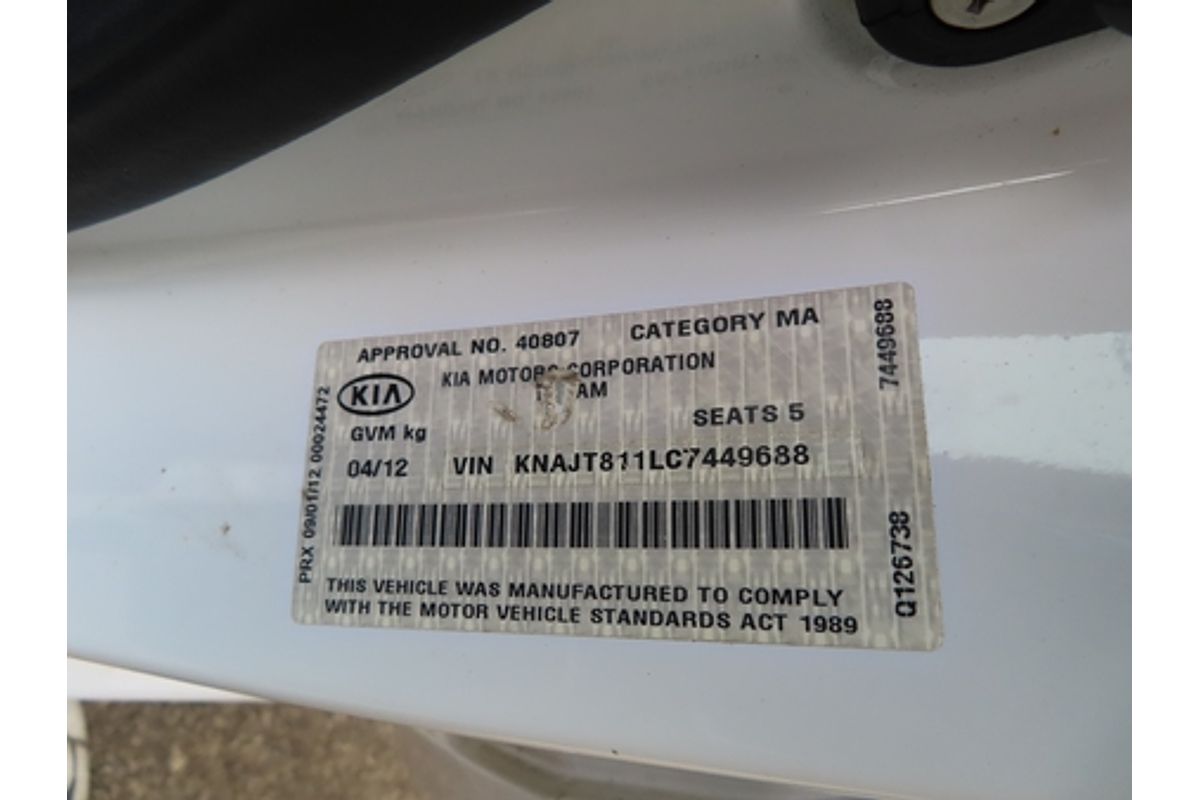 APPROVAL NO. 40807 CATEGORY MA
KIA KIA MOTORS CORPORATION
AM
GVM kg SEATS 5
04/12 VIN KNAJT811LC7449688
THIS VEHICLE WAS MANUFACTURED TO COMPLY
WITH THE MOTOR VEHICLE STANDARDS ACT 1989
PRX 09/01/12 00024472
7449688
Q126738